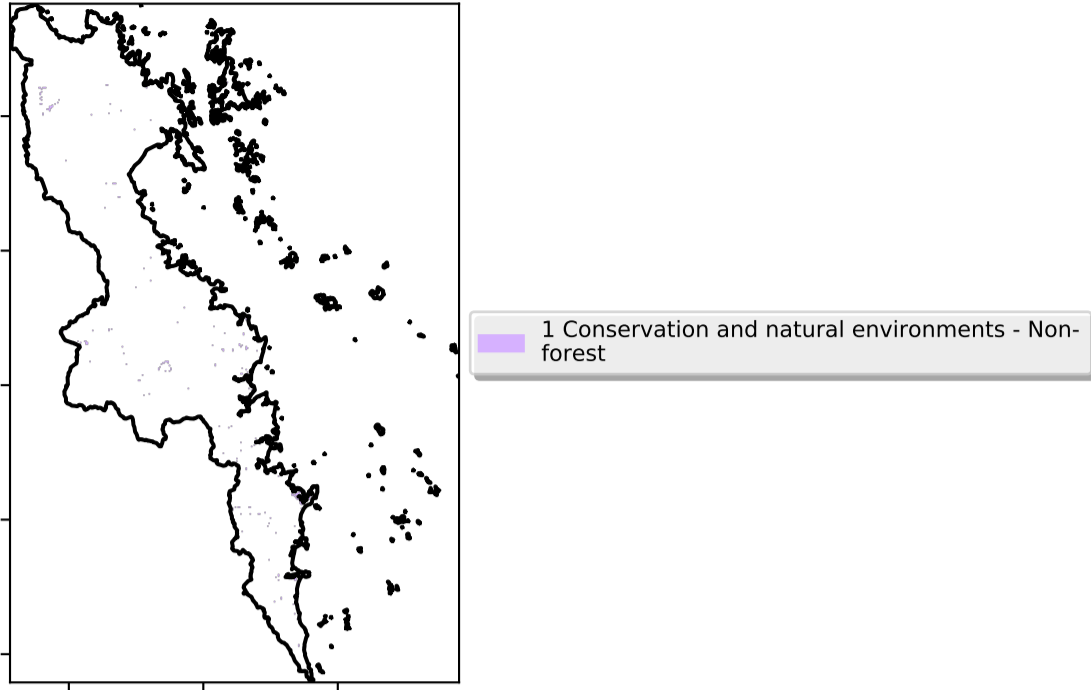 1 Conservation and natural environments - Non-
forest